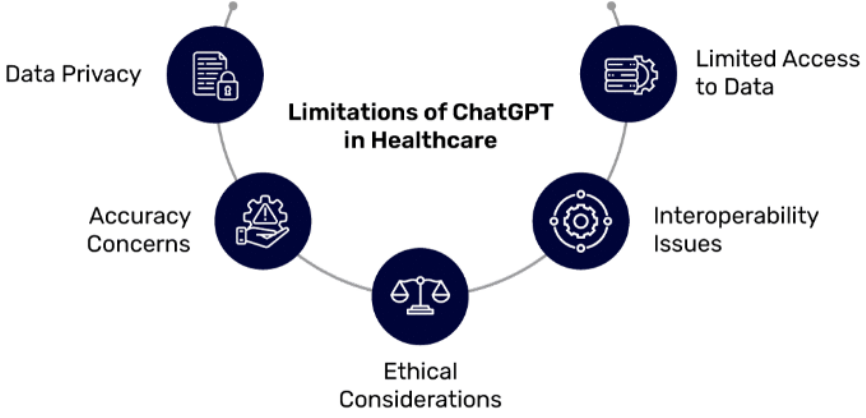 Limitations of ChatGPT
in Healthcare
Data Privacy
Accuracy
Concerns
Ethical
Considerations
Interoperability
Issues
Limited Access
to Data